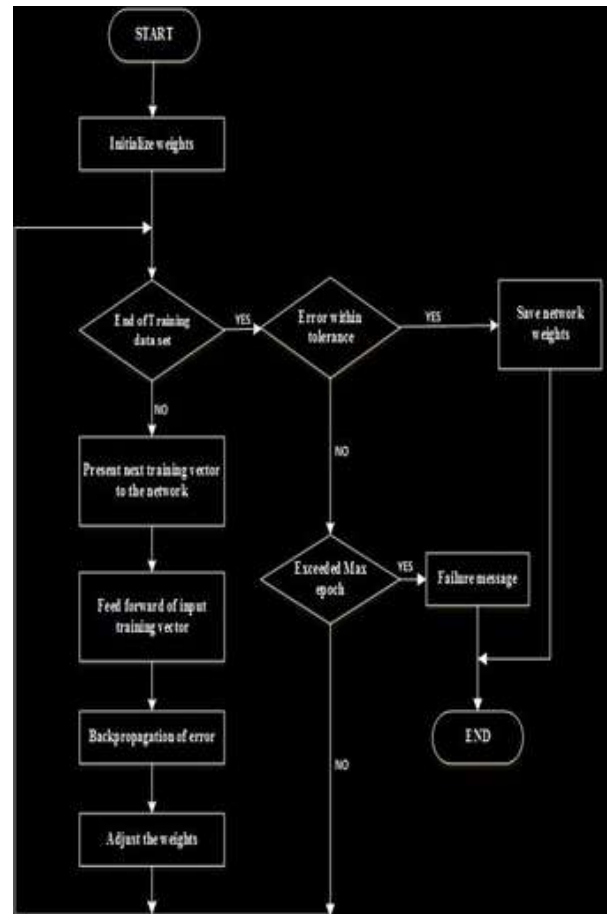 START
Initialize weights
End of Training
data set
YES
Error within
tolerance
YES
Save network
weights
NO
Present next training vector
to the network
NO
Feed forward of input
training vector
Exceeded Max
epoch
YES
Failure message
Backpropagation of error
END
NO
Adjust the weights